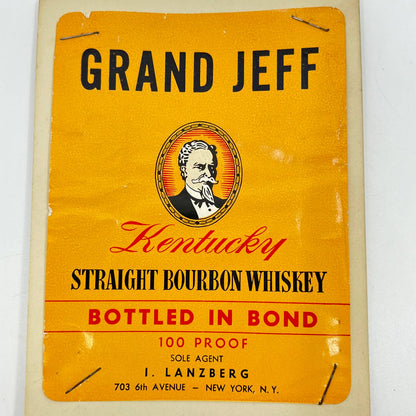 GRAND JEFF
Kentucky
STRAIGHT BOURBON WHISKEY
BOTTLED IN BOND
100 PROOF
SOLE AGENT
I. LANZBERG
703 6th AVENUE – NEW YORK, N. Y.